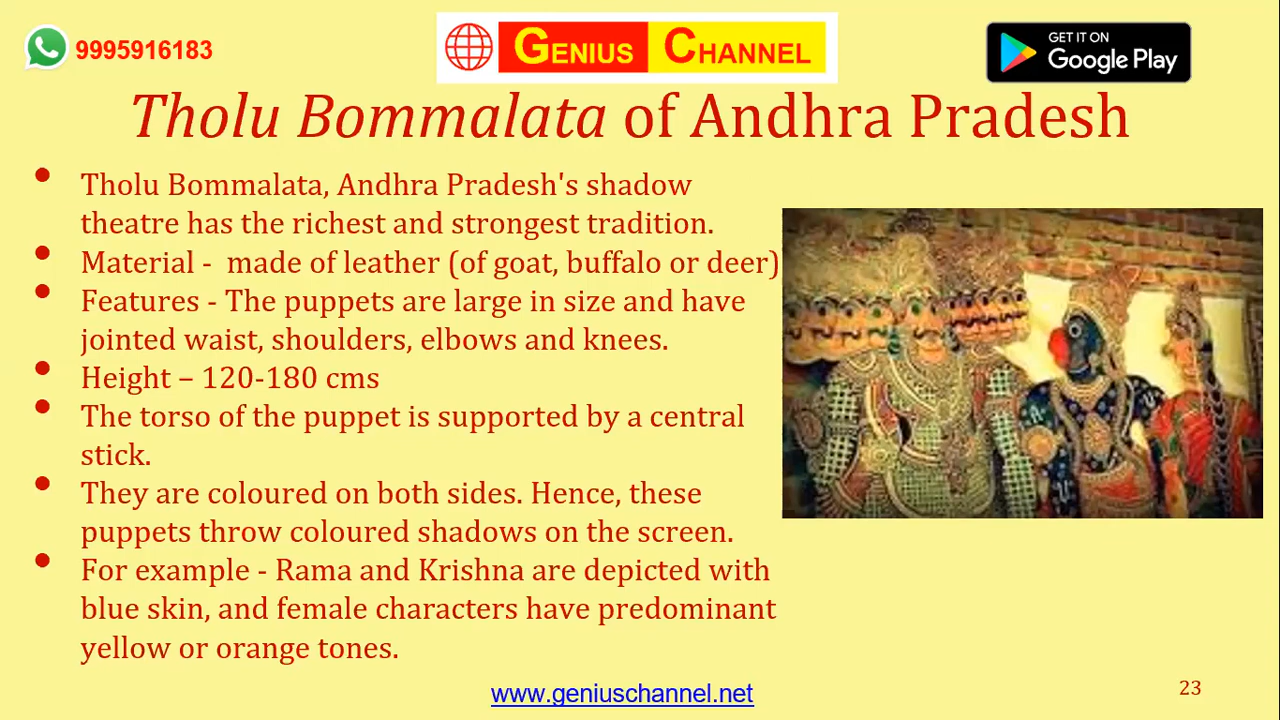 9995916183
GENIUS CHANNEL
GET IT ON
Google Play
Tholu Bommalata of Andhra Pradesh
• Tholu Bommalata, Andhra Pradesh's shadow
theatre has the richest and strongest tradition.
• Material - made of leather (of goat, buffalo or deer)
• Features - The puppets are large in size and have
jointed waist, shoulders, elbows and knees.
• Height – 120-180 cms
• The torso of the puppet is supported by a central
stick.
• They are coloured on both sides. Hence, these
puppets throw coloured shadows on the screen.
• For example - Rama and Krishna are depicted with
blue skin, and female characters have predominant
yellow or orange tones.
www.geniuschannel.net
23